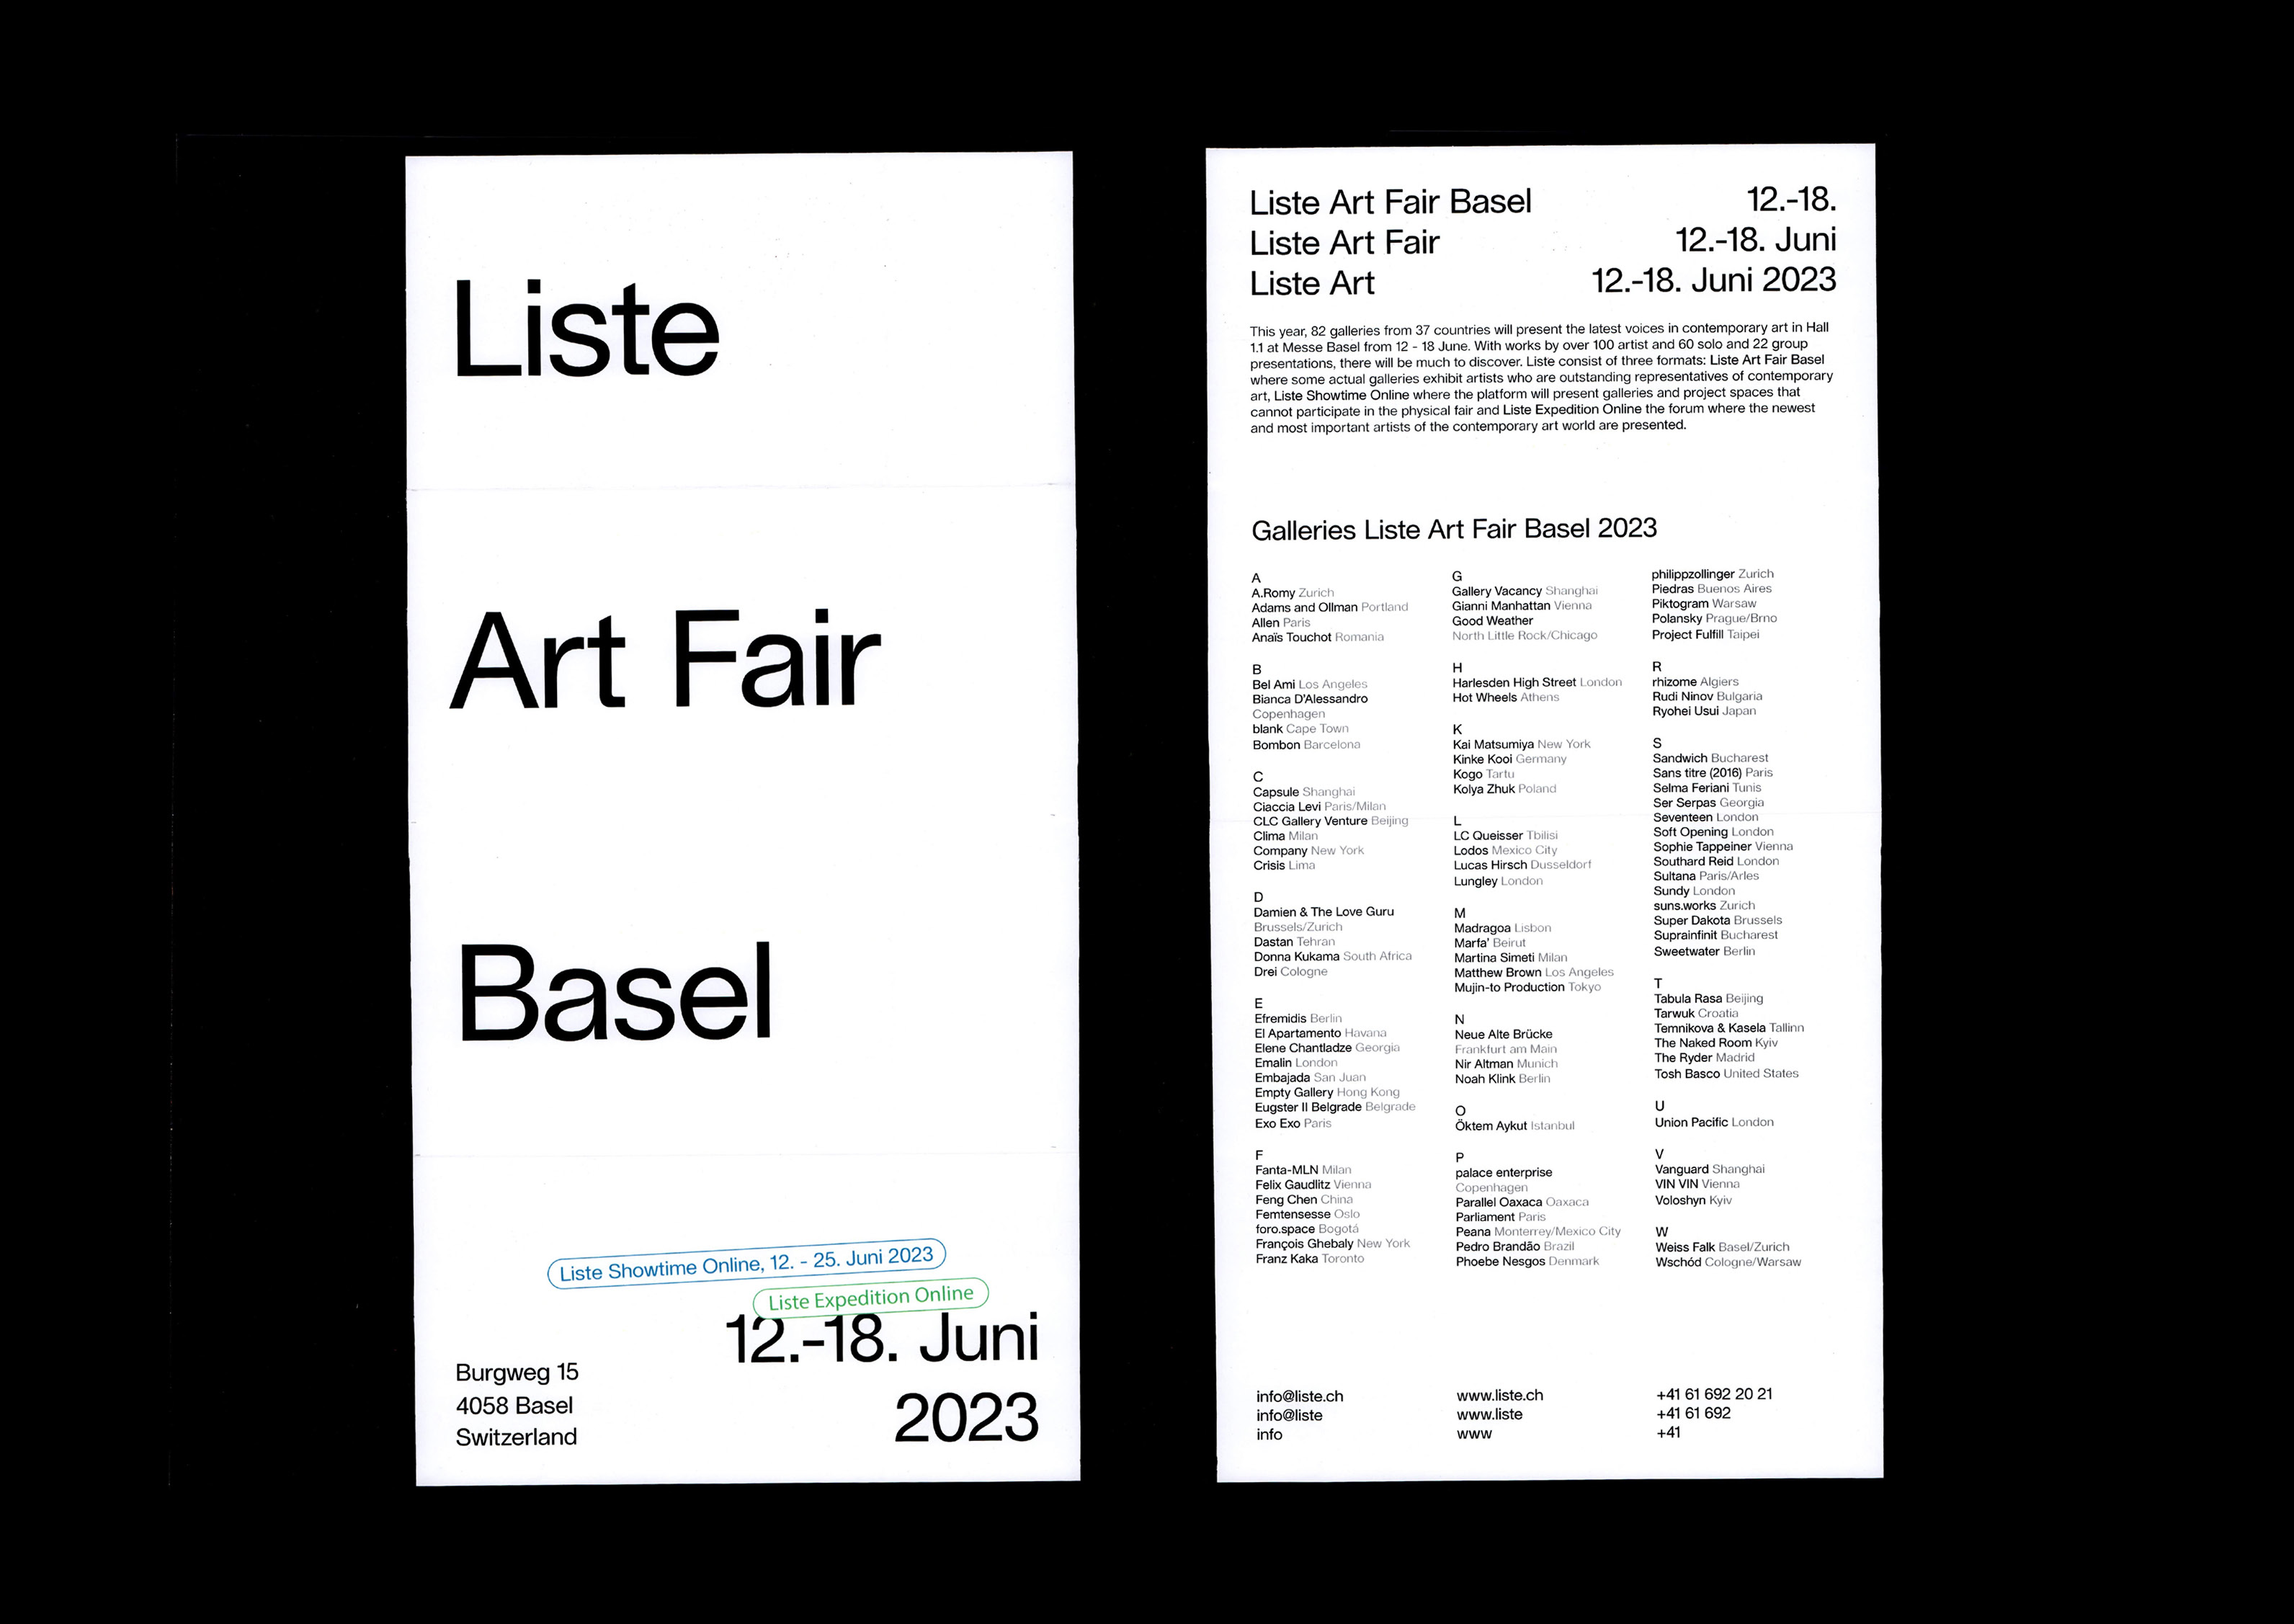 Liste
Art Fair
Basel
Liste Showtime Online, 12. - 25. Juni 2023
Liste Expedition Online
12.-18. Juni
2023
Burgweg 15
4058 Basel
Switzerland
Liste Art Fair Basel
Liste Art Fair
Liste Art
12.-18.
12.-18. Juni
12.-18. Juni 2023
This year, 82 galleries from 37 countries will present the latest voices in contemporary art in Hall
1.1 at Messe Basel from 12 - 18 June. With works by over 100 artist and 60 solo and 22 group
presentations, there will be much to discover. Liste consist of three formats: Liste Art Fair Basel
where some actual galleries exhibit artists who are outstanding representatives of contemporary
art, Liste Showtime Online where the platform will present galleries and project spaces that
cannot participate in the physical fair and Liste Expedition Online the forum where the newest
and most important artists of the contemporary art world are presented.
Galleries Liste Art Fair Basel 2023
A
A.Romy Zurich
Adams and Ollman Portland
Allen Paris
Anaïs Touchot Romania
B
Bel Ami Los Angeles
Bianca D'Alessandro
Copenhagen
blank Cape Town
Bombon Barcelona
C
Capsule Shanghai
Ciaccia Levi Paris/Milan
CLC Gallery Venture Beijing
Clima Milan
Company New York
Crisis Lima
D
Damien & The Love Guru
Brussels/Zurich
Dastan Tehran
Donna Kukama South Africa
Drei Cologne
E
Efremidis Berlin
El Apartamento Havana
Elene Chantladze Georgia
Emalin London
Embajada San Juan
Empty Gallery Hong Kong
Eugster II Belgrade Belgrade
Exo Exo Paris
F
Fanta-MLN Milan
Felix Gaudlitz Vienna
Feng Chen China
Femtensesse Oslo
foro.space Bogotá
François Ghebaly New York
Franz Kaka Toronto
G
Gallery Vacancy Shanghai
Gianni Manhattan Vienna
Good Weather
North Little Rock/Chicago
H
Harlesden High Street London
Hot Wheels Athens
K
Kai Matsumiya New York
Kinke Kooi Germany
Kogo Tartu
Kolya Zhuk Poland
L
LC Queisser Tbilisi
Lodos Mexico City
Lucas Hirsch Dusseldorf
Lungley London
M
Madragoa Lisbon
Marfa' Beirut
Martina Simeti Milan
Matthew Brown Los Angeles
Mujin-to Production Tokyo
N
Neue Alte Brücke
Frankfurt am Main
Nir Altman Munich
Noah Klink Berlin
O
Öktem Aykut Istanbul
P
palace enterprise
Copenhagen
Parallel Oaxaca Oaxaca
Parliament Paris
Peana Monterrey/Mexico City
Pedro Brandão Brazil
Phoebe Nesgos Denmark
philippzollinger Zurich
Piedras Buenos Aires
Piktogram Warsaw
Polansky Prague/Brno
Project Fulfill Taipei
R
rhizome Algiers
Rudi Ninov Bulgaria
Ryohei Usui Japan
S
Sandwich Bucharest
Sans titre (2016) Paris
Selma Feriani Tunis
Ser Serpas Georgia
Seventeen London
Soft Opening London
Sophie Tappeiner Vienna
Southard Reid London
Sultana Paris/Arles
Sundy London
suns.works Zurich
Super Dakota Brussels
Suprainfinit Bucharest
Sweetwater Berlin
T
Tabula Rasa Beijing
Tarwuk Croatia
Temnikova & Kasela Tallinn
The Naked Room Kyiv
The Ryder Madrid
Tosh Basco United States
U
Union Pacific London
V
Vanguard Shanghai
VIN VIN Vienna
Voloshyn Kyiv
W
Weiss Falk Basel/Zurich
Wschód Cologne/Warsaw
info@liste.ch
info@liste
info
www.liste.ch
www.liste
www
+41 61 692 20 21
+41 61 692
+41